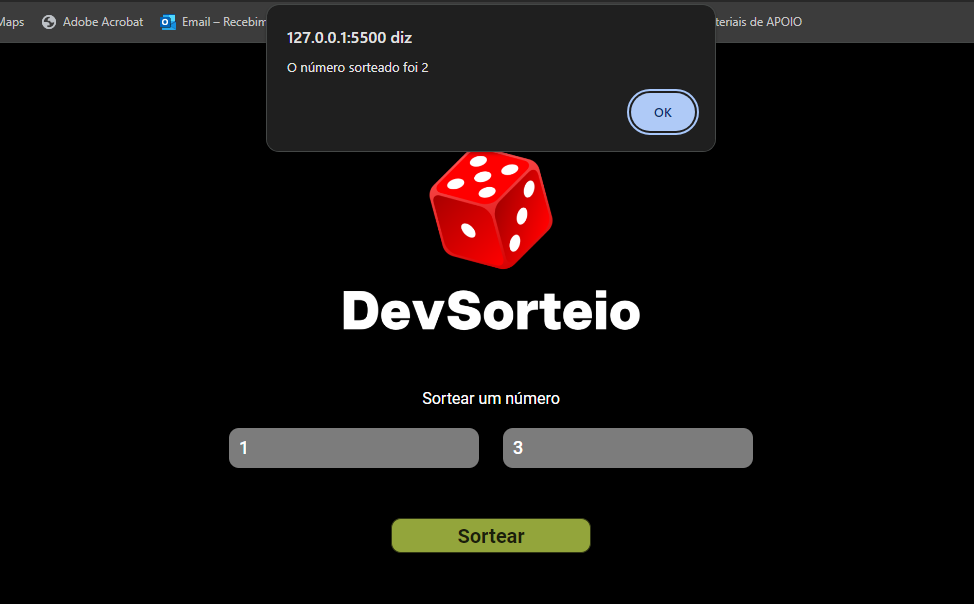 Maps Adobe Acrobat Email – Recebim teriais de APOIO
127.0.0.1:5500 diz
O número sorteado foi 2
OK
DevSorteio
Sortear um número
1 3
Sortear